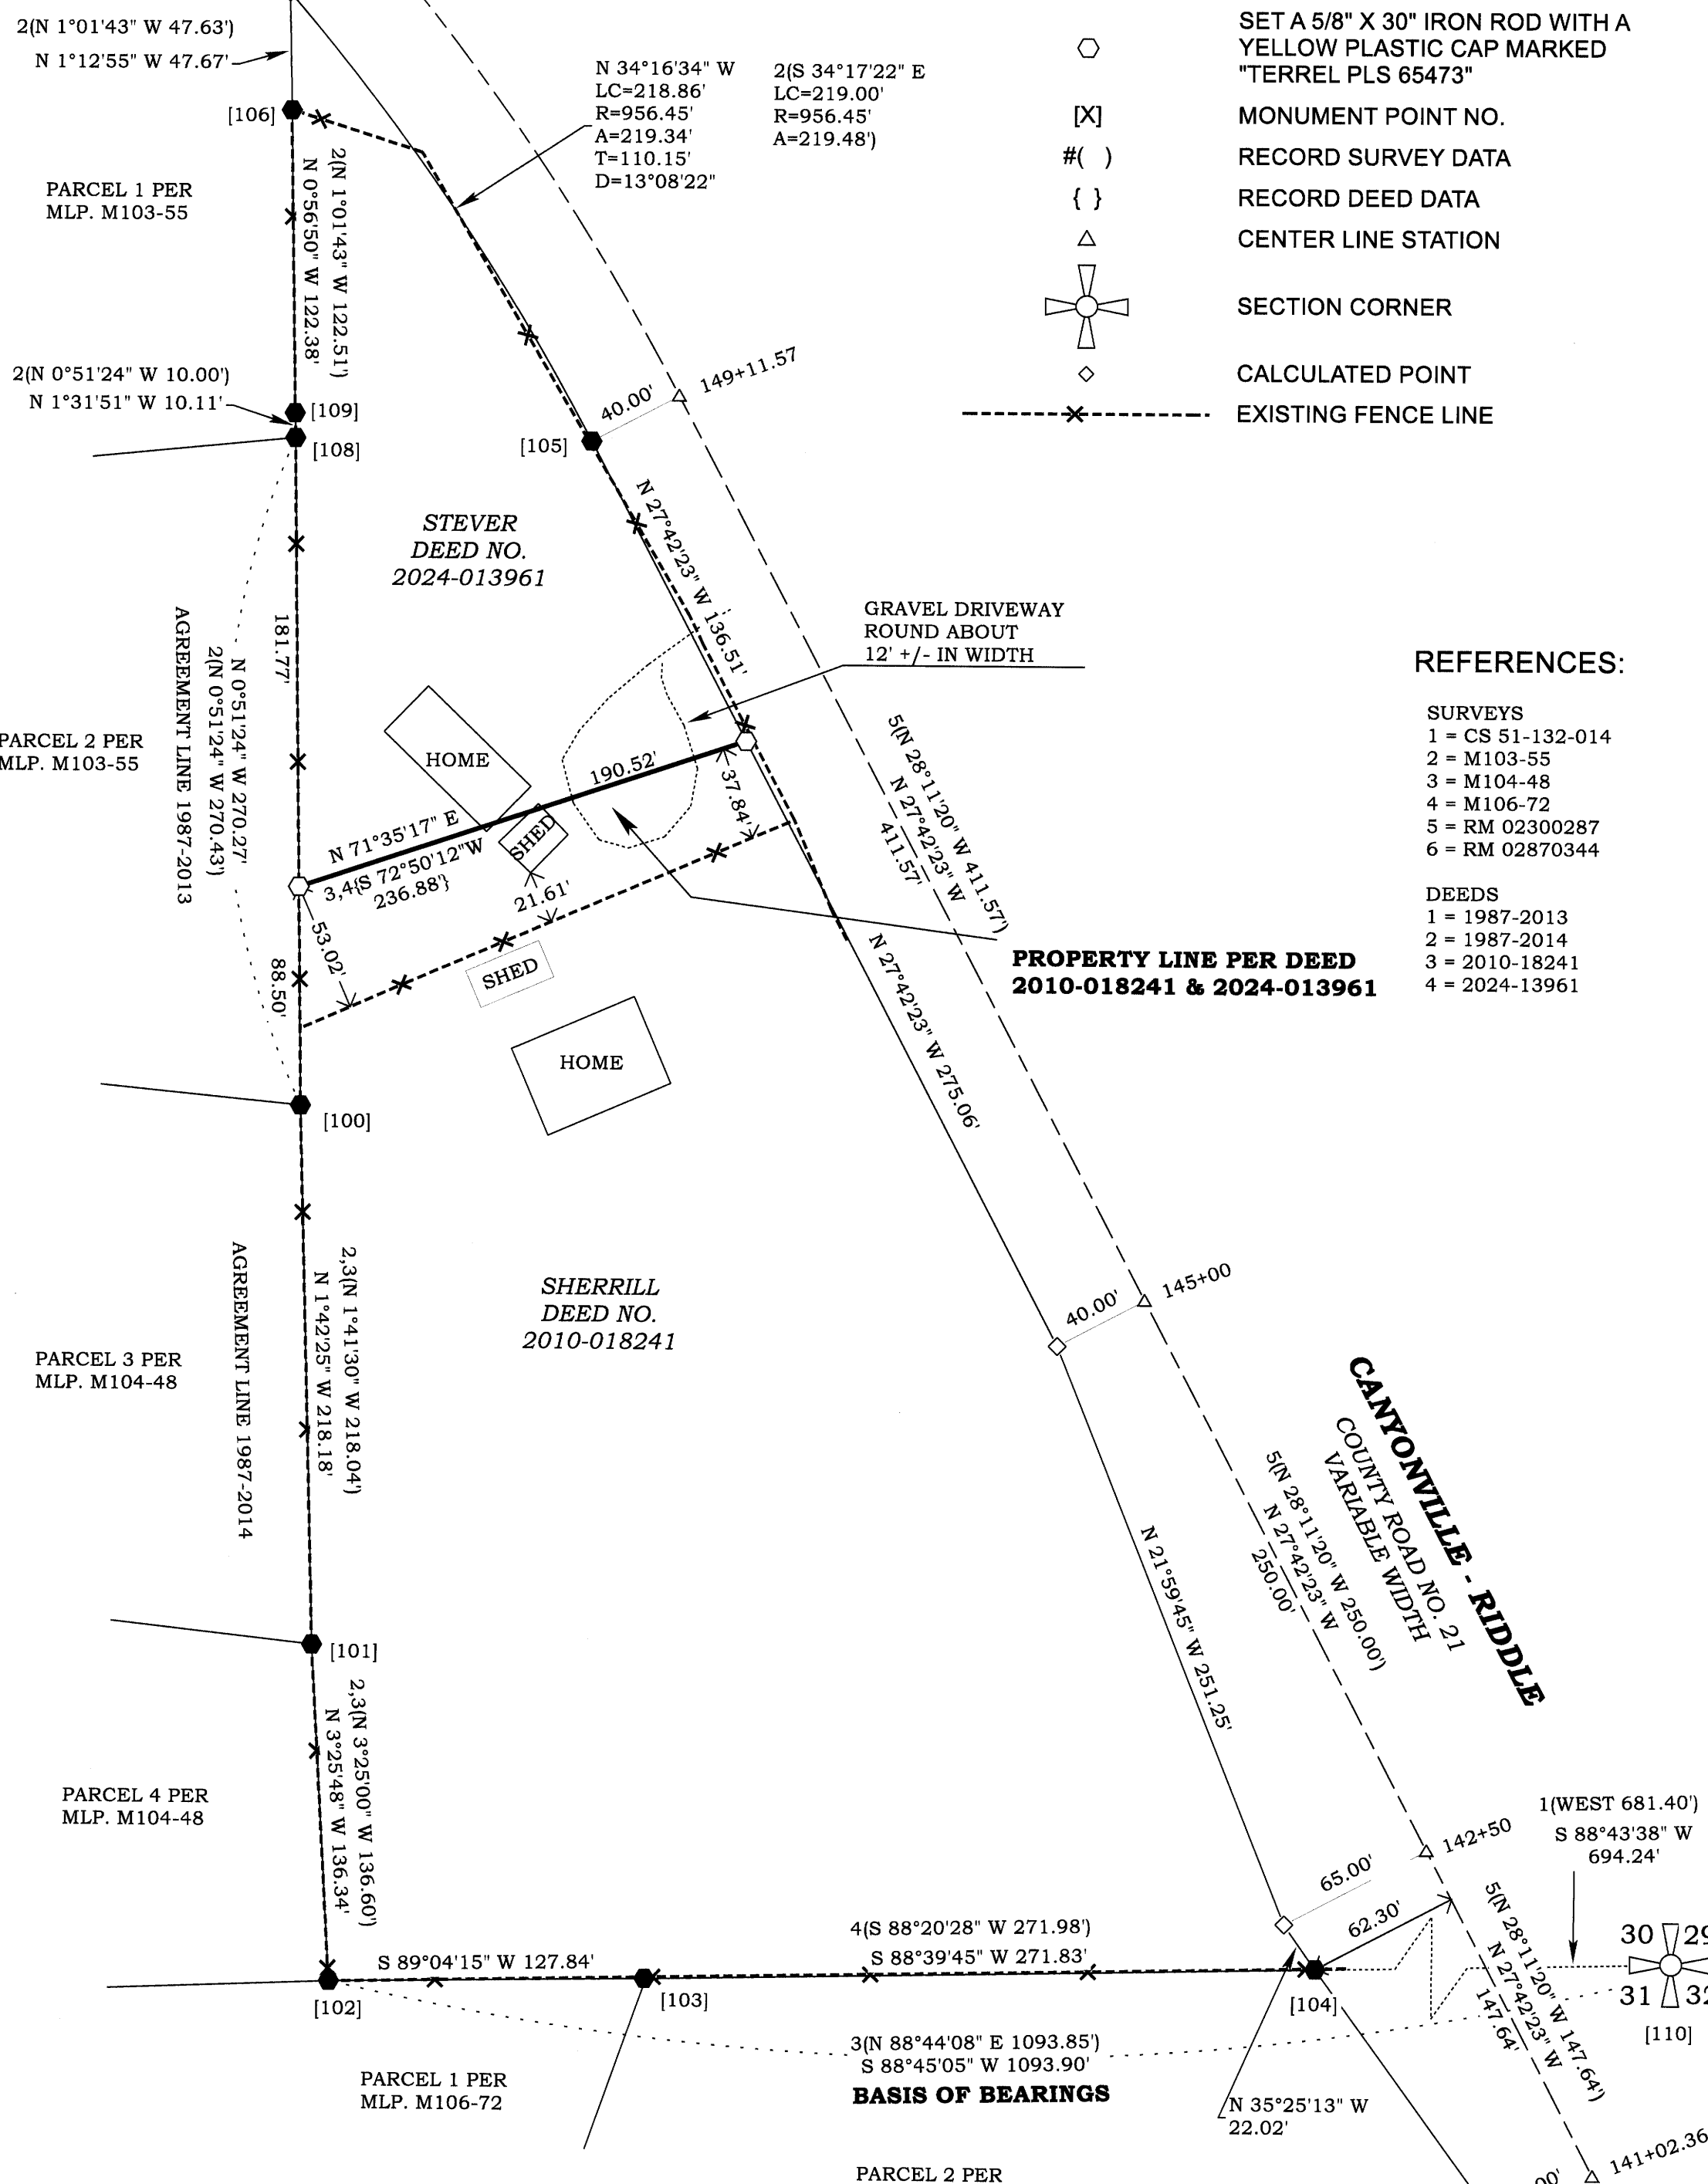 2(N 1°01'43" W 47.63')
N 1°12'55" W 47.67'
[106]
PARCEL 1 PER
MLP. M103-55
2(N 1°01'43" W 122.51')
N 0°56'50" W 122.38'
2(N 0°51'24" W 10.00')
N 1°31'51" W 10.11'
[109]
[108]
N 34°16'34" W
LC=218.86'
R=956.45'
A=219.34'
T=110.15'
D=13°08'22"
2(S 34°17'22" E
LC=219.00'
R=956.45'
A=219.48')
SET A 5/8" X 30" IRON ROD WITH A
YELLOW PLASTIC CAP MARKED
"TERREL PLS 65473"
[X] MONUMENT POINT NO.
#( ) RECORD SURVEY DATA
{ } RECORD DEED DATA
CENTER LINE STATION
SECTION CORNER
CALCULATED POINT
EXISTING FENCE LINE
40.00'
149+11.57
[105]
STEVER
DEED NO.
2024-013961
N 27°42'23" W 136.51'
GRAVEL DRIVEWAY
ROUND ABOUT
12' +/- IN WIDTH
REFERENCES:
SURVEYS
1 = CS 51-132-014
2 = M103-55
3 = M104-48
4 = M106-72
5 = RM 02300287
6 = RM 02870344
DEEDS
1 = 1987-2013
2 = 1987-2014
3 = 2010-18241
4 = 2024-13961
181.77'
N 0°51'24" W 270.27'
2(N 0°51'24" W 270.43')
AGREEMENT LINE 1987-2013
PARCEL 2 PER
MLP. M103-55
HOME
190.52'
N 71°35'17" E
3,4{S 72°50'12"W
236.88'}
SHED
37.84'
21.61'
53.02'
88.50'
SHED
HOME
5(N 28°11'20" W 411.57')
N 27°42'23" W
411.57'
PROPERTY LINE PER DEED
2010-018241 & 2024-013961
N 27°42'23" W 275.06'
[100]
2,3(N 1°41'30" W 218.04')
N 1°42'25" W 218.18'
AGREEMENT LINE 1987-2014
PARCEL 3 PER
MLP. M104-48
SHERRILL
DEED NO.
2010-018241
40.00'
145+00
CANYONVILLE - RIDDLE
COUNTY ROAD NO. 21
VARIABLE WIDTH
5(N 28°11'20" W 250.00')
N 27°42'23" W
250.00'
N 21°59'45" W 251.25'
[101]
2,3(N 3°25'00" W 136.60')
N 3°25'48" W 136.34'
PARCEL 4 PER
MLP. M104-48
1(WEST 681.40')
S 88°43'38" W
694.24'
142+50
65.00'
62.30'
5(N 28°11'20" W 147.64')
N 27°42'23" W
147.64'
30 29
31 32
[110]
4(S 88°20'28" W 271.98')
S 88°39'45" W 271.83'
S 89°04'15" W 127.84'
[102]
[103]
[104]
3(N 88°44'08" E 1093.85')
S 88°45'05" W 1093.90'
BASIS OF BEARINGS
PARCEL 1 PER
MLP. M106-72
N 35°25'13" W
22.02'
141+02.36
PARCEL 2 PER